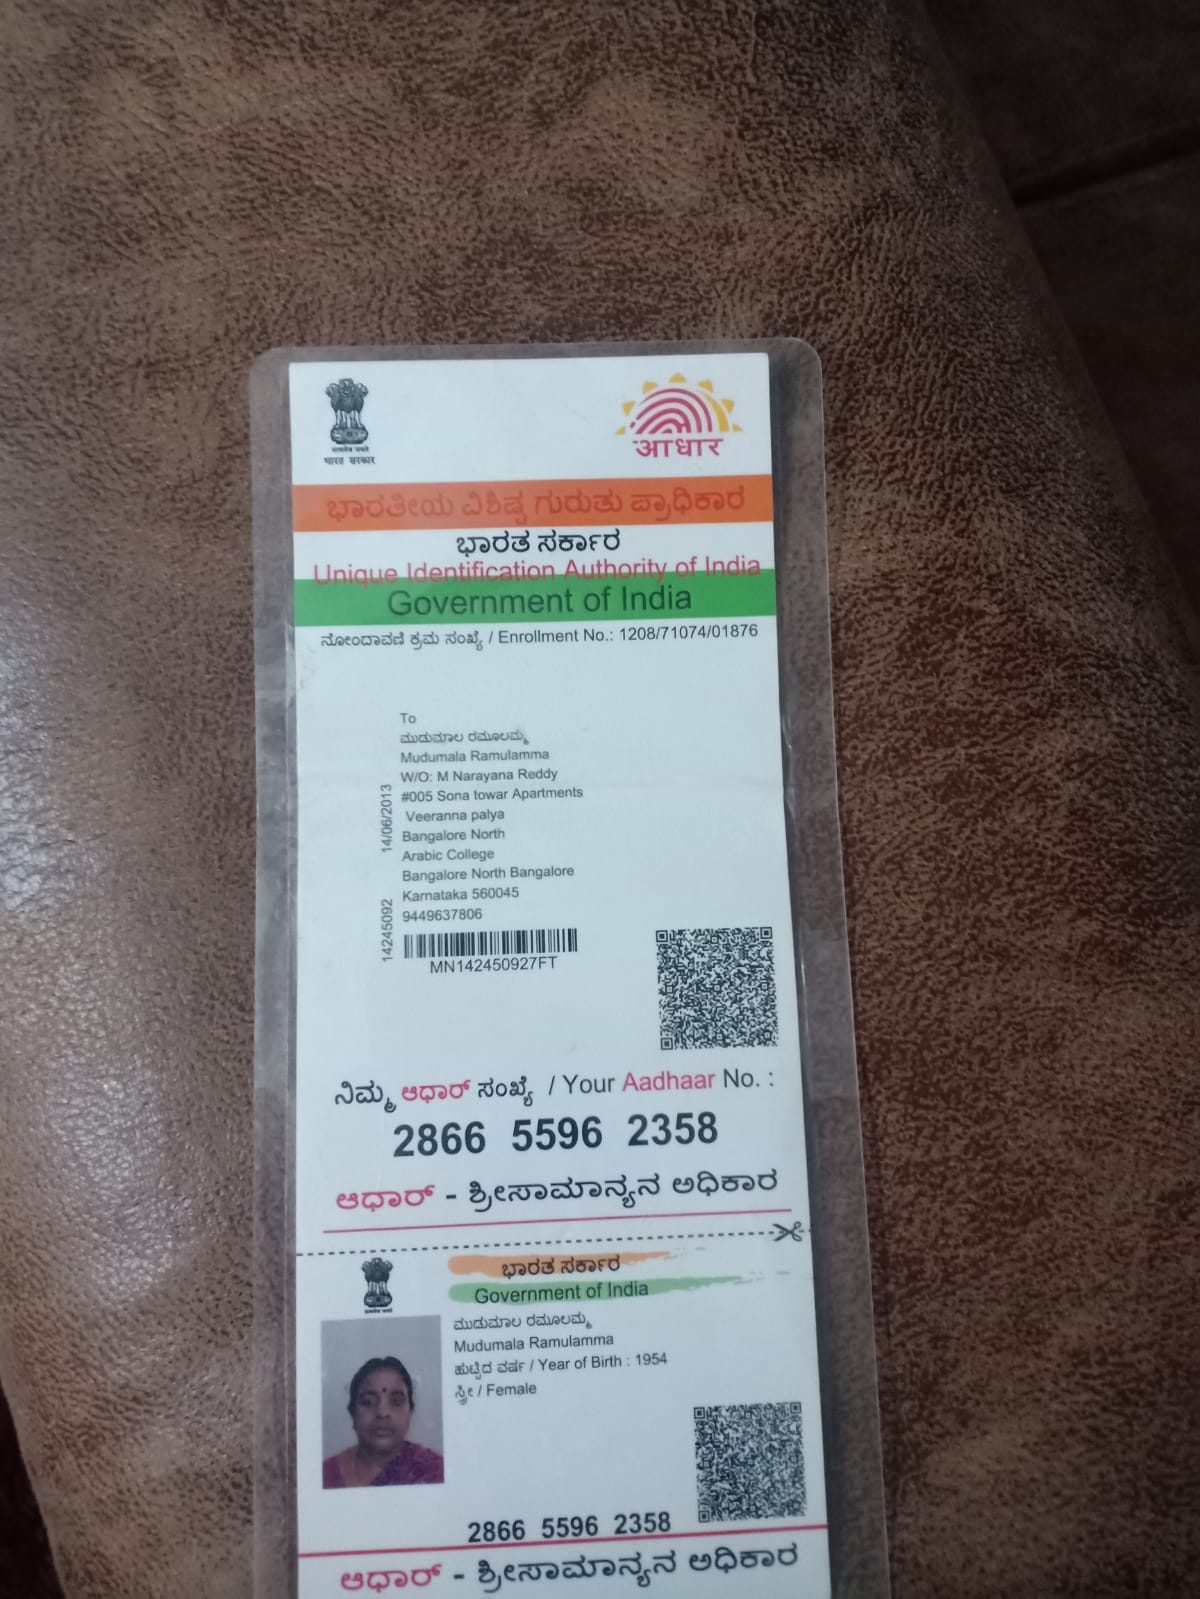 सत्यमेव जयते
भारत सरकार
आधार
ಭಾರತೀಯ ವಿಶಿಷ್ಟ ಗುರುತು ಪ್ರಾಧಿಕಾರ
ಭಾರತ ಸರ್ಕಾರ
Unique Identification Authority of India
Government of India
ನೋಂದಾವಣಿ ಕ್ರಮ ಸಂಖ್ಯೆ / Enrollment No.: 1208/71074/01876
To
ಮುಡುಮಾಲ ರಮೂಲಮ್ಮ
Mudumala Ramulamma
W/O: M Narayana Reddy
#005 Sona towar Apartments
Veeranna palya
Bangalore North
Arabic College
Bangalore North Bangalore
Karnataka 560045
9449637806
14/06/2013
14245092
MN142450927FT
ನಿಮ್ಮ ಆಧಾರ್ ಸಂಖ್ಯೆ / Your Aadhaar No. :
2866 5596 2358
ಆಧಾರ್ - ಶ್ರೀಸಾಮಾನ್ಯನ ಅಧಿಕಾರ
ಭಾರತ ಸರ್ಕಾರ
Government of India
ಮುಡುಮಾಲ ರಮೂಲಮ್ಮ
Mudumala Ramulamma
ಹುಟ್ಟಿದ ವರ್ಷ / Year of Birth : 1954
ಸ್ತ್ರೀ / Female
2866 5596 2358
ಆಧಾರ್ - ಶ್ರೀಸಾಮಾನ್ಯನ ಅಧಿಕಾರ